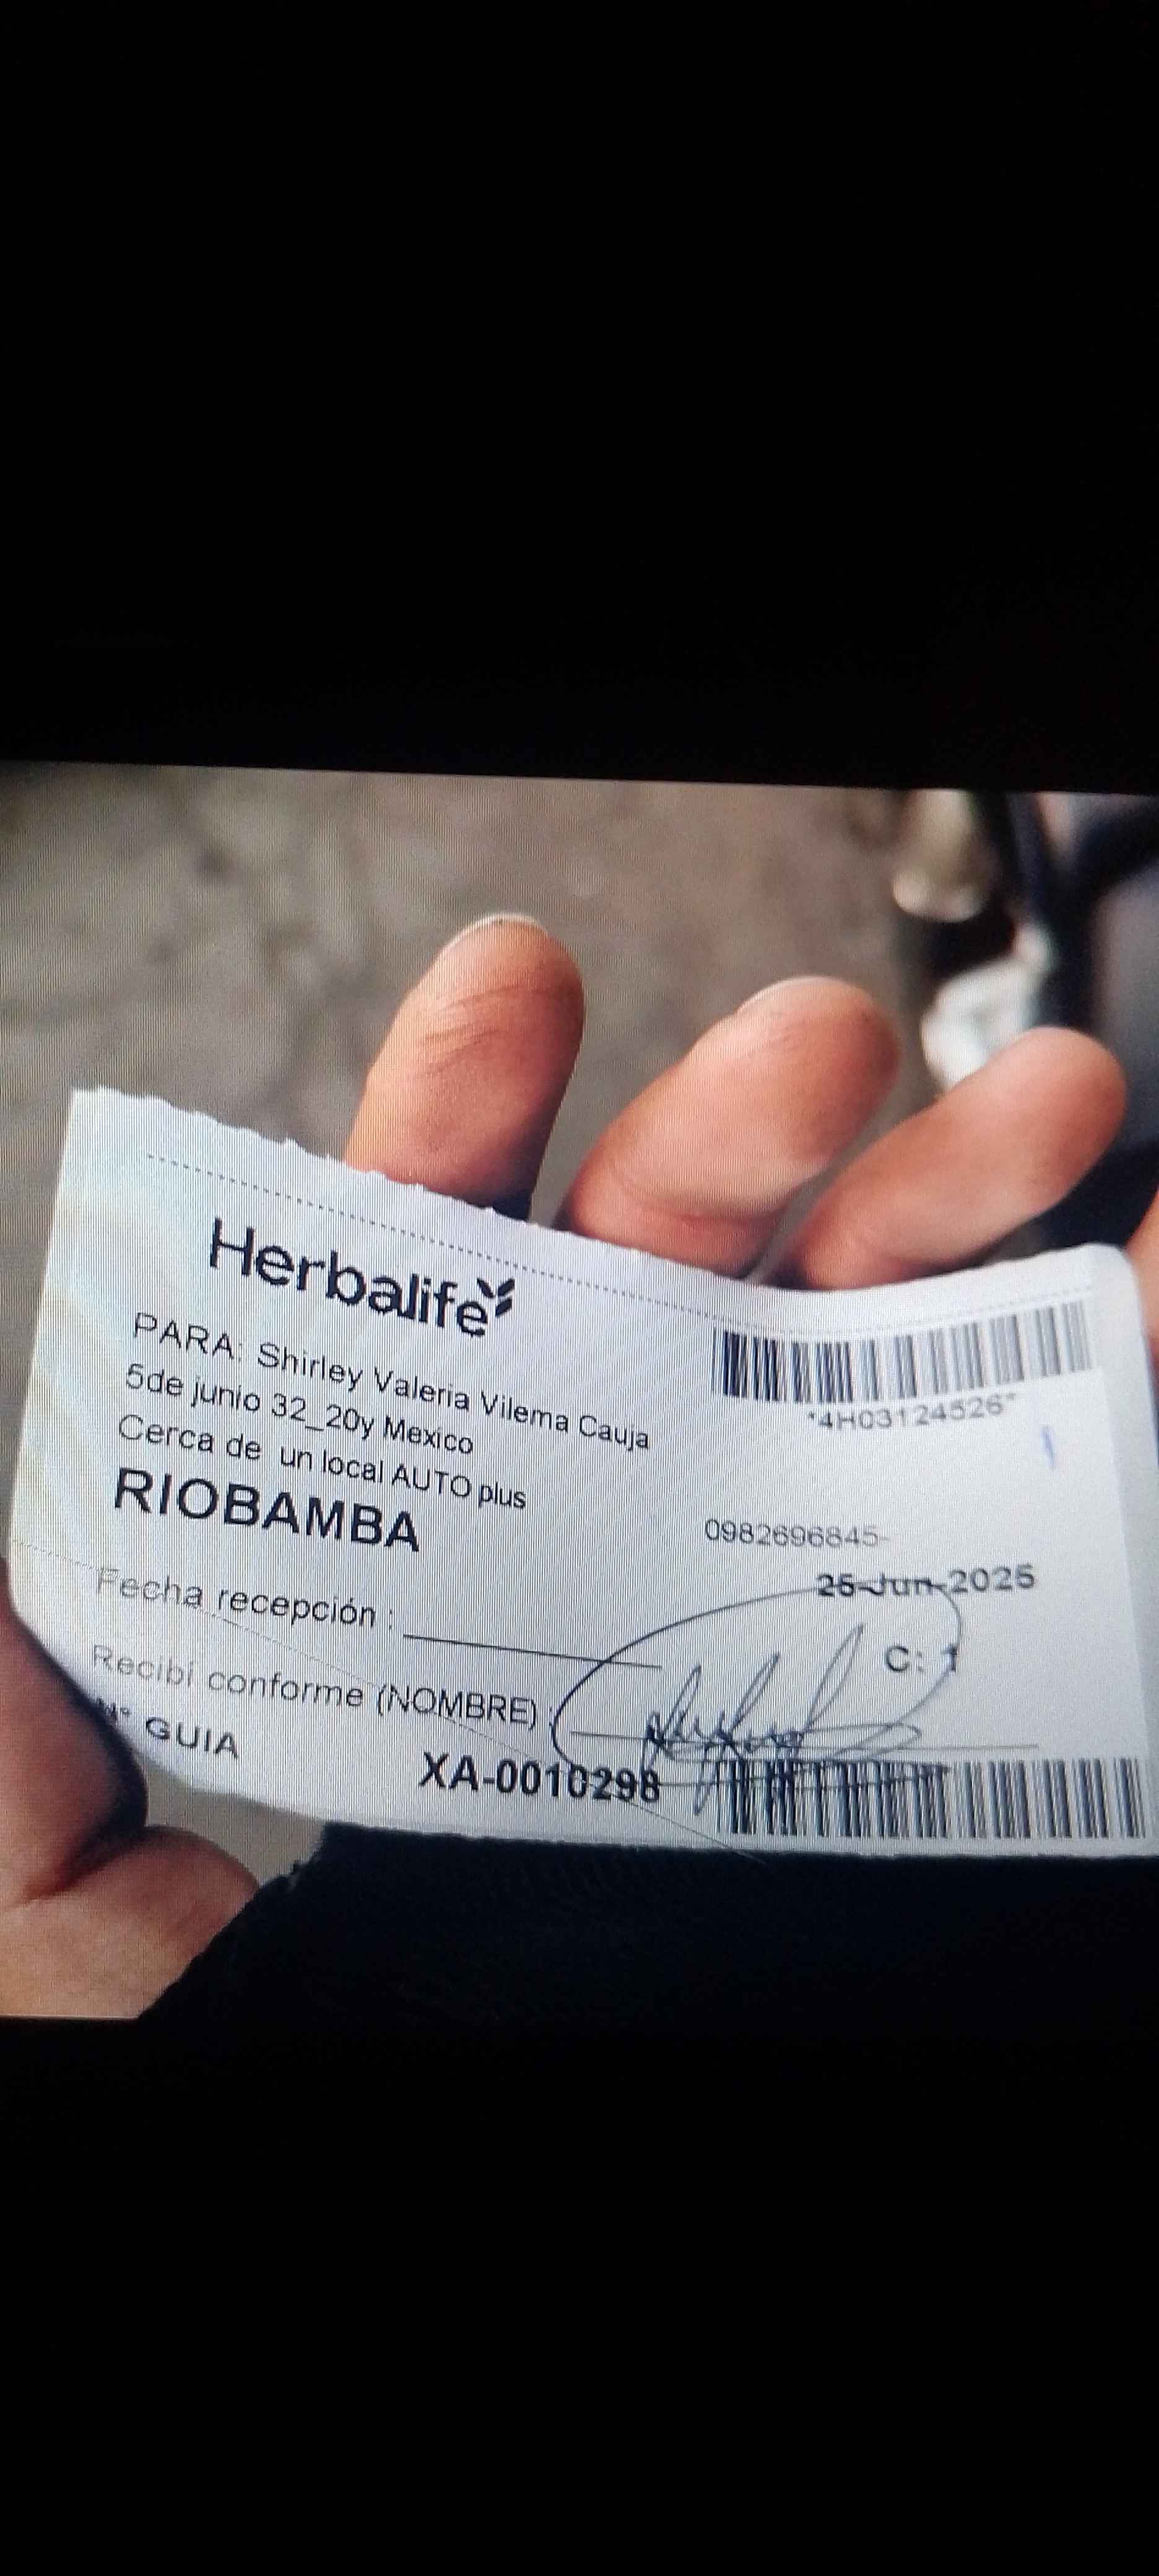 Herbalife
PARA: Shirley Valeria Vilema Cauja
5de junio 32_20y Mexico
Cerca de un local AUTO plus
RIOBAMBA
*4H03124526*
0982696845-
25-Jun-2025
C: 1
Fecha recepción :
Recibí conforme (NOMBRE) :
N° GUIA
XA-0010298